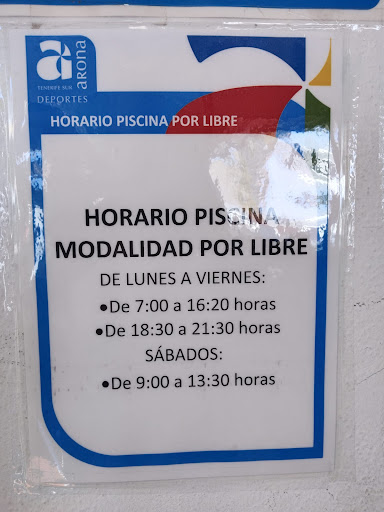 arona
TENERIFE SUR
DEPORTES
HORARIO PISCINA POR LIBRE
HORARIO PISCINA
MODALIDAD POR LIBRE
DE LUNES A VIERNES:
•De 7:00 a 16:20 horas
•De 18:30 a 21:30 horas
SÁBADOS:
•De 9:00 a 13:30 horas